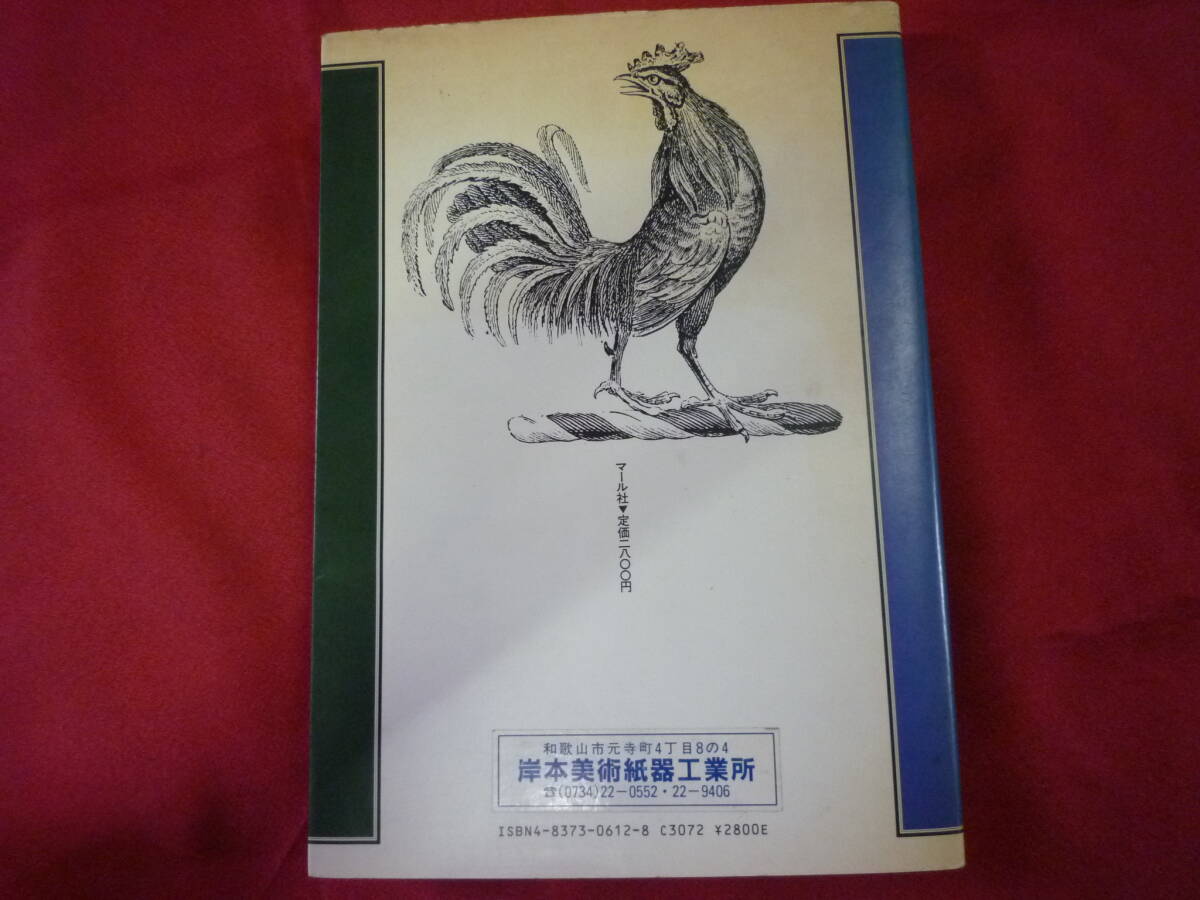 マール社▼定価二八〇〇円
和歌山市元寺町4丁目8の4
岸本美術紙器工業所
☎(0734)22-0552・22-9406
ISBN4-8373-0612-8 C3072 ¥2800E